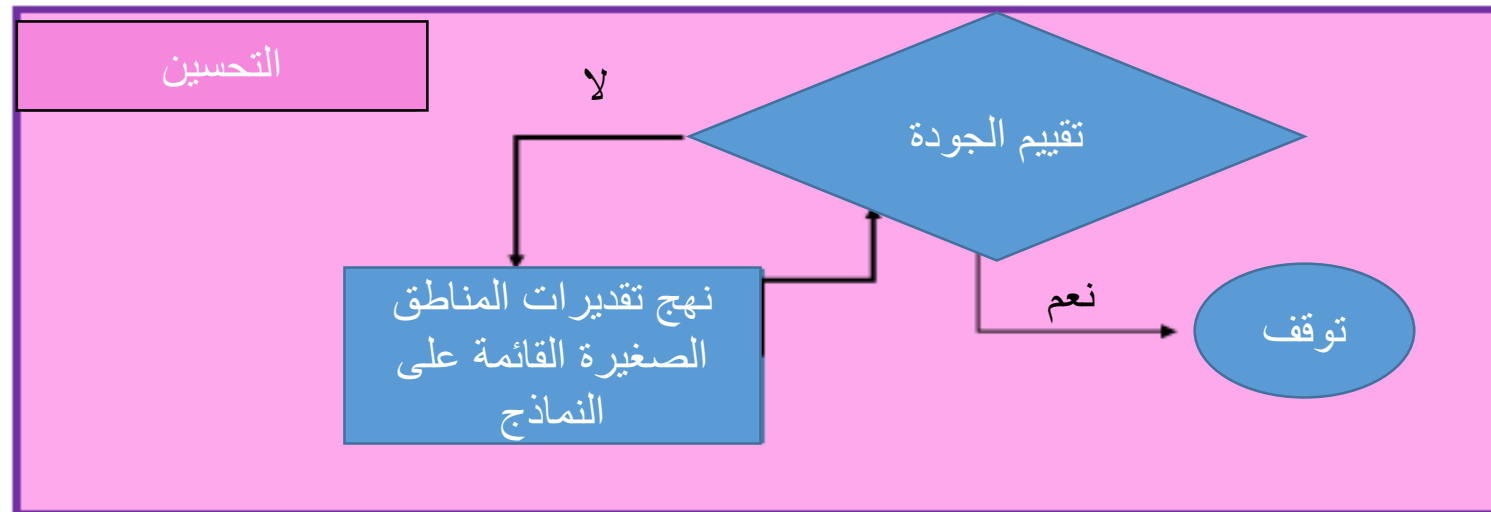 التحسين
لا
تقييم الجودة
نعم
توقف
نهج تقديرات المناطق
الصغيرة القائمة على
النماذج